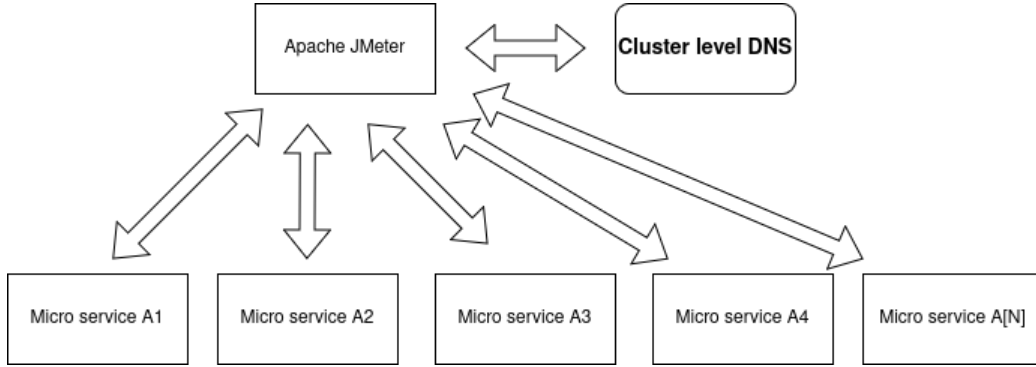 Apache JMeter
Cluster level DNS
Micro service A1
Micro service A2
Micro service A3
Micro service A4
Micro service A[N]